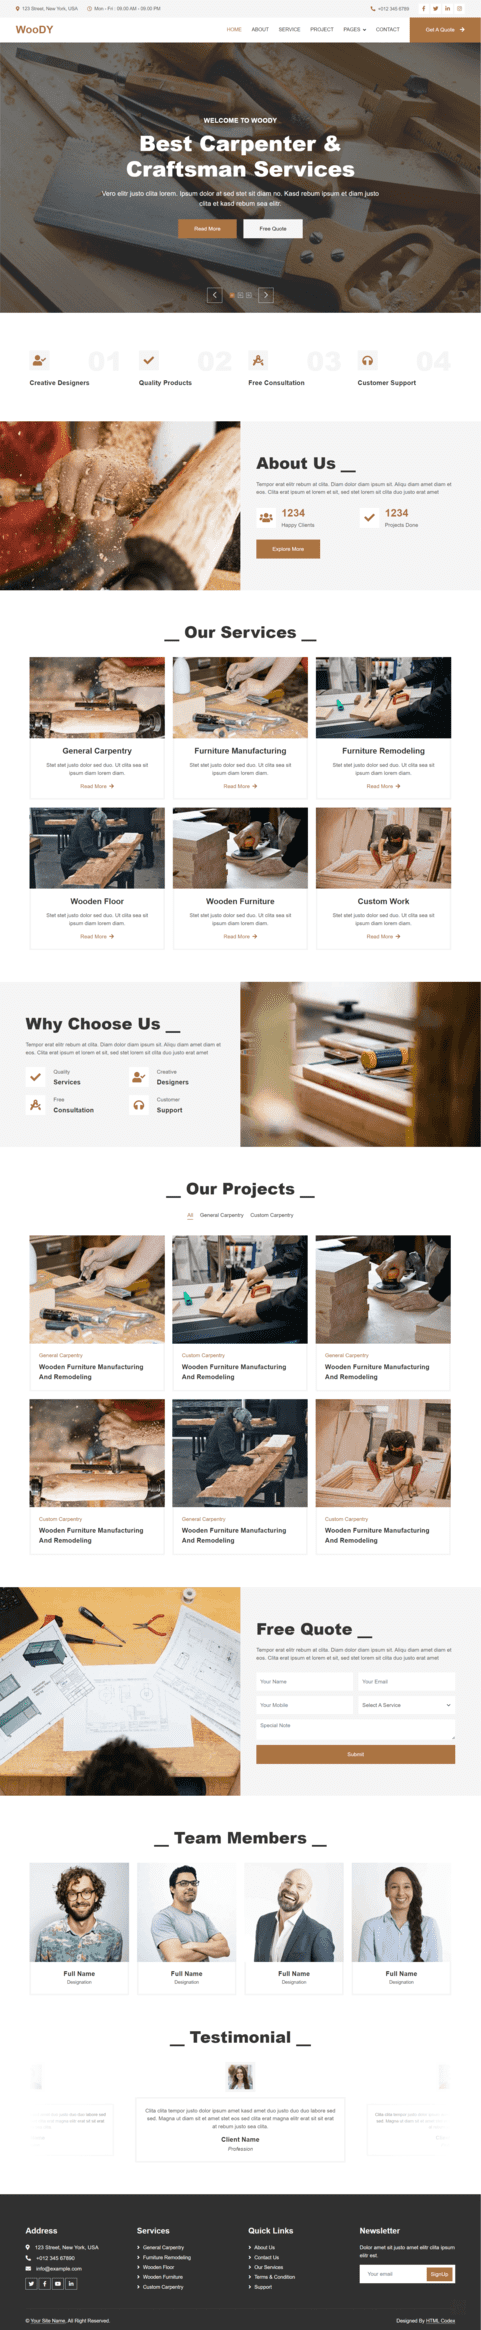 123 Street, New York, USA
Mon - Fri : 09.00 AM - 09.00 PM
+012 345 6789
WooDY
HOME
ABOUT
SERVICE
PROJECT
PAGES
CONTACT
Get A Quote
WELCOME TO WOODY
Best Carpenter &
Craftsman Services
Vero elitr justo clita lorem. Ipsum dolor at sed stet sit diam no. Kasd rebum ipsum et diam justo
clita et kasd rebum sea elitr.
Read More
Free Quote
01
Creative Designers
02
Quality Products
03
Free Consultation
04
Customer Support
About Us __
Tempor erat elitr rebum at clita. Diam dolor diam ipsum sit. Aliqu diam amet diam et
eos. Clita erat ipsum et lorem et sit, sed stet lorem sit clita duo justo erat amet
1234
Happy Clients
1234
Projects Done
Explore More
__ Our Services __
General Carpentry
Stet stet justo dolor sed duo. Ut clita sea sit
ipsum diam lorem diam.
Read More
Furniture Manufacturing
Stet stet justo dolor sed duo. Ut clita sea sit
ipsum diam lorem diam.
Read More
Furniture Remodeling
Stet stet justo dolor sed duo. Ut clita sea sit
ipsum diam lorem diam.
Read More
Wooden Floor
Stet stet justo dolor sed duo. Ut clita sea sit
ipsum diam lorem diam.
Read More
Wooden Furniture
Stet stet justo dolor sed duo. Ut clita sea sit
ipsum diam lorem diam.
Read More
Custom Work
Stet stet justo dolor sed duo. Ut clita sea sit
ipsum diam lorem diam.
Read More
Why Choose Us __
Tempor erat elitr rebum at clita. Diam dolor diam ipsum sit. Aliqu diam amet diam et
eos. Clita erat ipsum et lorem et sit, sed stet lorem sit clita duo justo erat amet
Quality
Services
Creative
Designers
Free
Consultation
Customer
Support
__ Our Projects __
All
General Carpentry
Custom Carpentry
General Carpentry
Wooden Furniture Manufacturing
And Remodeling
Custom Carpentry
Wooden Furniture Manufacturing
And Remodeling
General Carpentry
Wooden Furniture Manufacturing
And Remodeling
Custom Carpentry
Wooden Furniture Manufacturing
And Remodeling
General Carpentry
Wooden Furniture Manufacturing
And Remodeling
Custom Carpentry
Wooden Furniture Manufacturing
And Remodeling
Free Quote __
Tempor erat elitr rebum at clita. Diam dolor diam ipsum sit. Aliqu diam amet diam et
eos. Clita erat ipsum et lorem et sit, sed stet lorem sit clita duo justo erat amet
Your Name
Your Email
Your Mobile
Select A Service
Special Note
Submit
__ Team Members __
Full Name
Designation
Full Name
Designation
Full Name
Designation
Full Name
Designation
__ Testimonial __
Clita clita tempor justo dolor ipsum amet kasd amet duo justo duo duo labore sed
sed. Magna ut diam sit et amet stet eos sed clita erat magna elitr erat sit sit erat
at rebum justo sea clita.
Client Name
Profession
Address
123 Street, New York, USA
+012 345 67890
info@example.com
Services
General Carpentry
Furniture Remodeling
Wooden Floor
Wooden Furniture
Custom Carpentry
Quick Links
About Us
Contact Us
Our Services
Terms & Condition
Support
Newsletter
Dolor amet sit justo amet elitr clita ipsum
elitr est.
Your email
SignUp
© Your Site Name, All Right Reserved.
Designed By HTML Codex